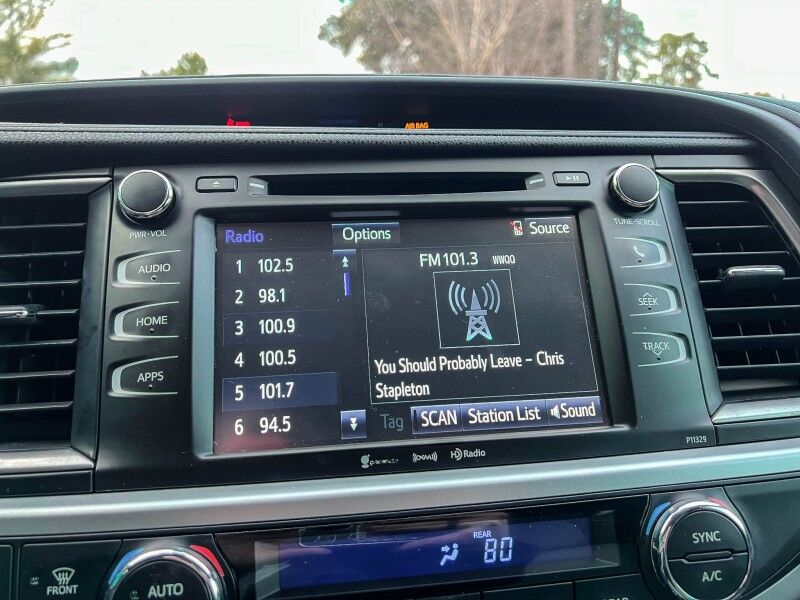 AIR BAG
PWR•VOL
TUNE•SCROLL
AUDIO
HOME
APPS
SEEK
TRACK
Radio
Options
Source
1 102.5
2 98.1
3 100.9
4 100.5
5 101.7
6 94.5
FM 101.3 WWQQ
You Should Probably Leave – Chris
Stapleton
Tag
SCAN
Station List
Sound
HD Radio
P11329
REAR
80
FRONT
AUTO
SYNC
A/C